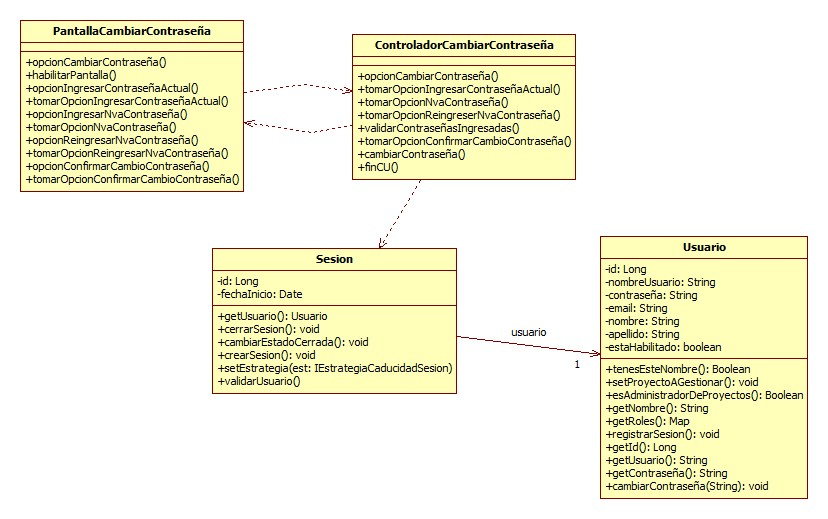 PantallaCambiarContraseña
+opcionCambiarContraseña()
+habilitarPantalla()
+opcionIngresarContraseñaActual()
+tomarOpcionIngresarContraseñaActual()
+opcionIngresarNvaContraseña()
+tomarOpcionNvaContraseña()
+opcionReingresarNvaContraseña()
+tomarOpcionReingresarNvaContraseña()
+opcionConfirmarCambioContraseña()
+tomarOpcionConfirmarCambioContraseña()
ControladorCambiarContraseña
+opcionCambiarContraseña()
+tomarOpcionIngresarContraseñaActual()
+tomarOpcionNvaContraseña()
+tomarOpcionReingreserNvaContraseña()
+validarContraseñasIngresadas()
+tomarOpcionConfirmarCambioContraseña()
+cambiarContraseña()
+finCU()
Sesion
-id: Long
-fechaInicio: Date
+getUsuario(): Usuario
+cerrarSesion(): void
+cambiarEstadoCerrada(): void
+crearSesion(): void
+setEstrategia(est: IEstrategiaCaducidadSesion)
+validarUsuario()
usuario
1
Usuario
-id: Long
-nombreUsuario: String
-contraseña: String
-email: String
-nombre: String
-apellido: String
-estaHabilitado: boolean
+tenesEsteNombre(): Boolean
+setProyectoAGestionar(): void
+esAdministradorDeProyectos(): Boolean
+getNombre(): String
+getRoles(): Map
+registrarSesion(): void
+getId(): Long
+getUsuario(): String
+getContraseña(): String
+cambiarContraseña(String): void